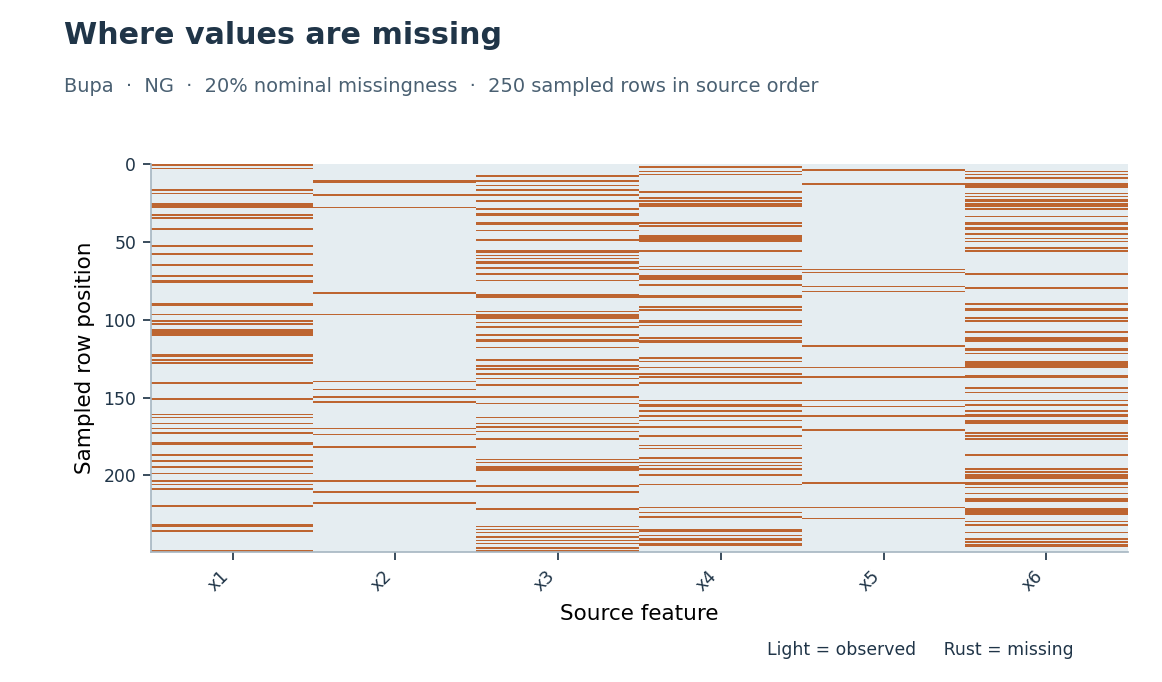 Where values are missing
Bupa · NG · 20% nominal missingness · 250 sampled rows in source order
0
50
100
150
200
Sampled row position
x1
x2
x3
x4
x5
x6
Source feature
Light = observed Rust = missing